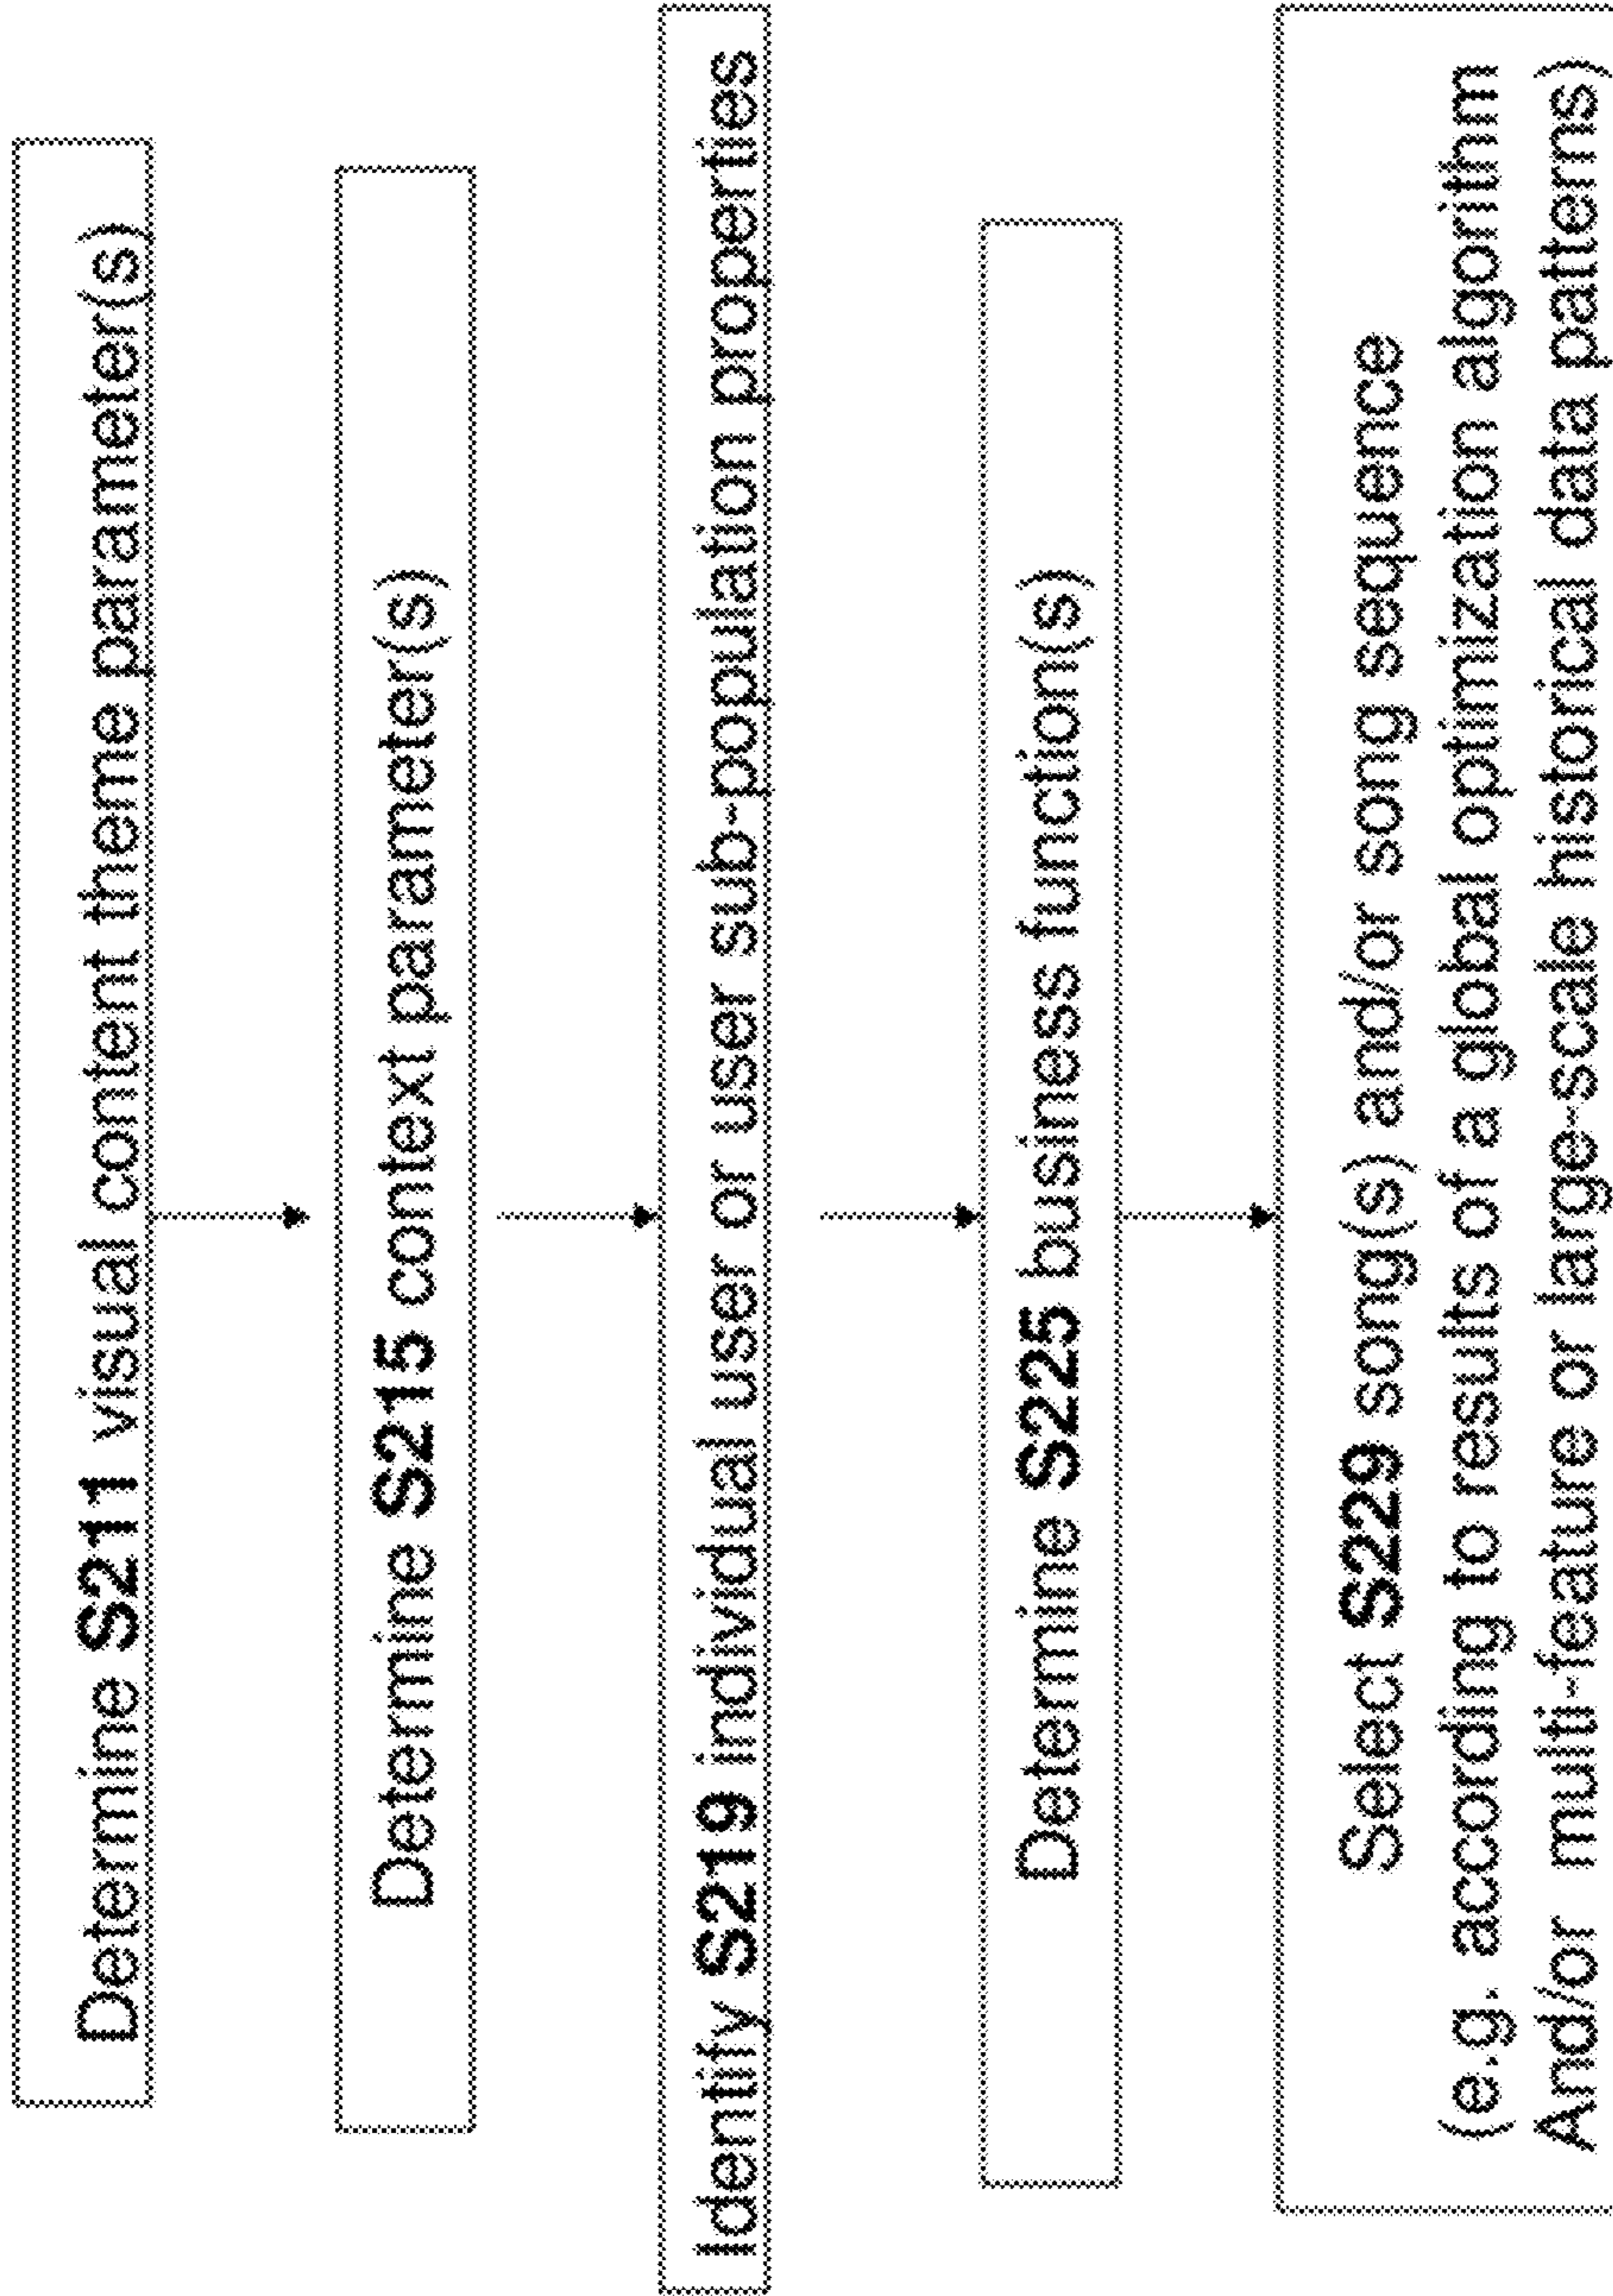 Determine S211 visual content theme parameter(s)
Determine S215 context parameter(s)
Identify S219 individual user or user sub-population properties
Determine S225 business function(s)
Select S229 song(s) and/or song sequence
(e.g. according to results of a global optimization algorithm
And/or multi-feature or large-scale historical data patterns)